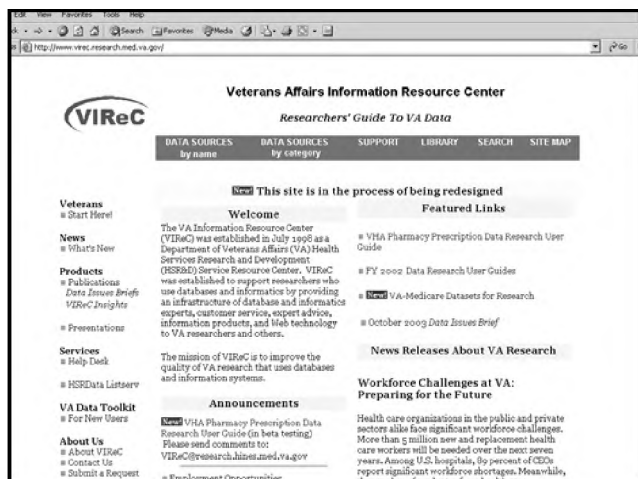 Edit View Favorites Tools Help
Search Favorites Media
http://www.virec.research.med.va.gov/
Go
Veterans Affairs Information Resource Center
VIReC
Researchers' Guide To VA Data
DATA SOURCES by name
DATA SOURCES by category
SUPPORT
LIBRARY
SEARCH
SITE MAP
New! This site is in the process of being redesigned
Veterans
Start Here!
News
What's New
Products
Publications
Data Issues Briefs
VIReC Insights
Presentations
Services
Help Desk
HSRData Listserv
VA Data Toolkit
For New Users
About Us
About VIReC
Contact Us
Submit a Request
Welcome
The VA Information Resource Center
(VIReC) was established in July 1998 as a
Department of Veterans Affairs (VA) Health
Services Research and Development
(HSR&D) Service Resource Center. VIReC
was established to support researchers who
use databases and informatics by providing
an infrastructure of database and informatics
experts, customer service, expert advice,
information products, and Web technology
to VA researchers and others.
The mission of VIReC is to improve the
quality of VA research that uses databases
and information systems.
Announcements
New! VHA Pharmacy Prescription Data
Research User Guide (in beta testing)
Please send comments to:
VIReC@research.hines.med.va.gov
Employment Opportunities
Featured Links
VHA Pharmacy Prescription Data Research User
Guide
FY 2002 Data Research User Guides
New! VA-Medicare Datasets for Research
October 2003 Data Issues Brief
News Releases About VA Research
Workforce Challenges at VA:
Preparing for the Future
Health care organizations in the public and private
sectors alike face significant workforce challenges.
More than 5 million new and replacement health
care workers will be needed over the next seven
years. Among U.S. hospitals, 89 percent of CEOs
report significant workforce shortages. Meanwhile,